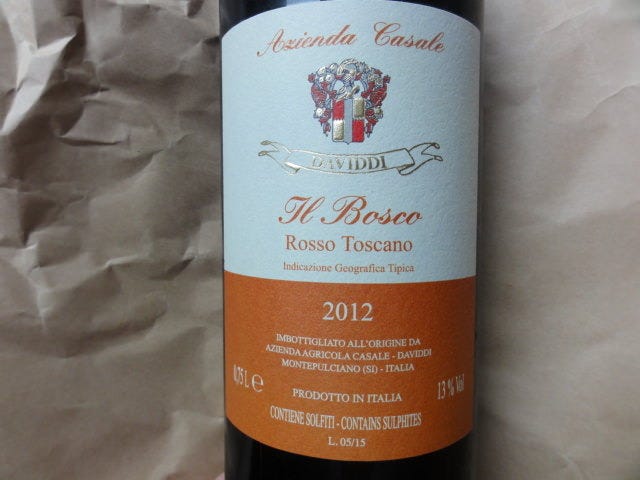 Azienda Casale
DAVIDDI
Il Bosco
Rosso Toscano
Indicazione Geografica Tipica
2012
IMBOTTIGLIATO ALL'ORIGINE DA
AZIENDA AGRICOLA CASALE - DAVIDDI
MONTEPULCIANO (SI) - ITALIA
0,75 L ℮
13 % Vol
PRODOTTO IN ITALIA
CONTIENE SOLFITI - CONTAINS SULPHITES
L. 05/15